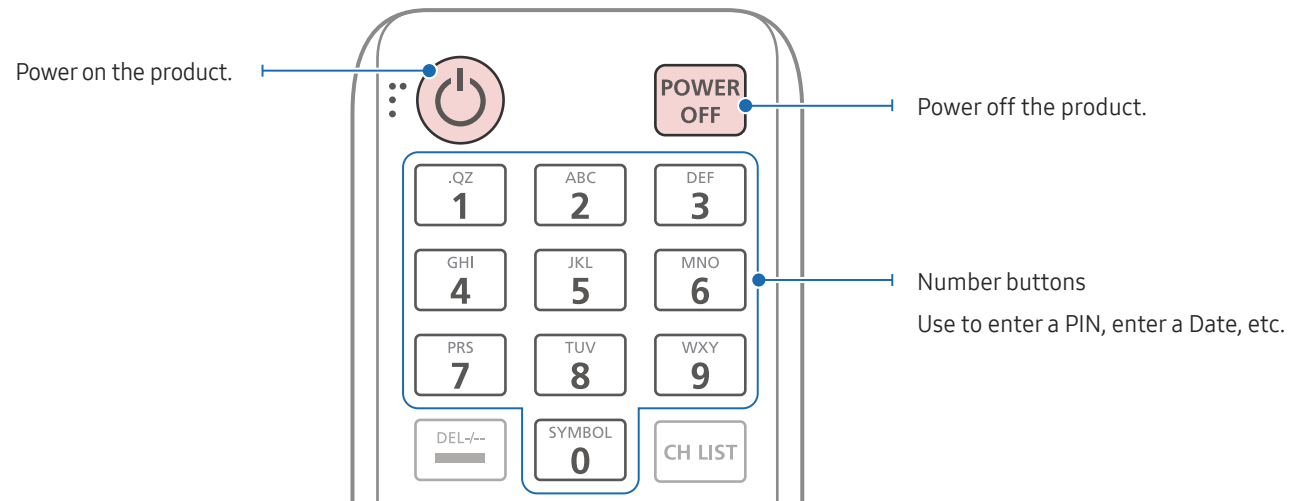 Power on the product.
POWER
OFF
Power off the product.
.QZ
1
ABC
2
DEF
3
GHI
4
JKL
5
MNO
6
Number buttons
Use to enter a PIN, enter a Date, etc.
PRS
7
TUV
8
WXY
9
DEL-/--
SYMBOL
0
CH LIST